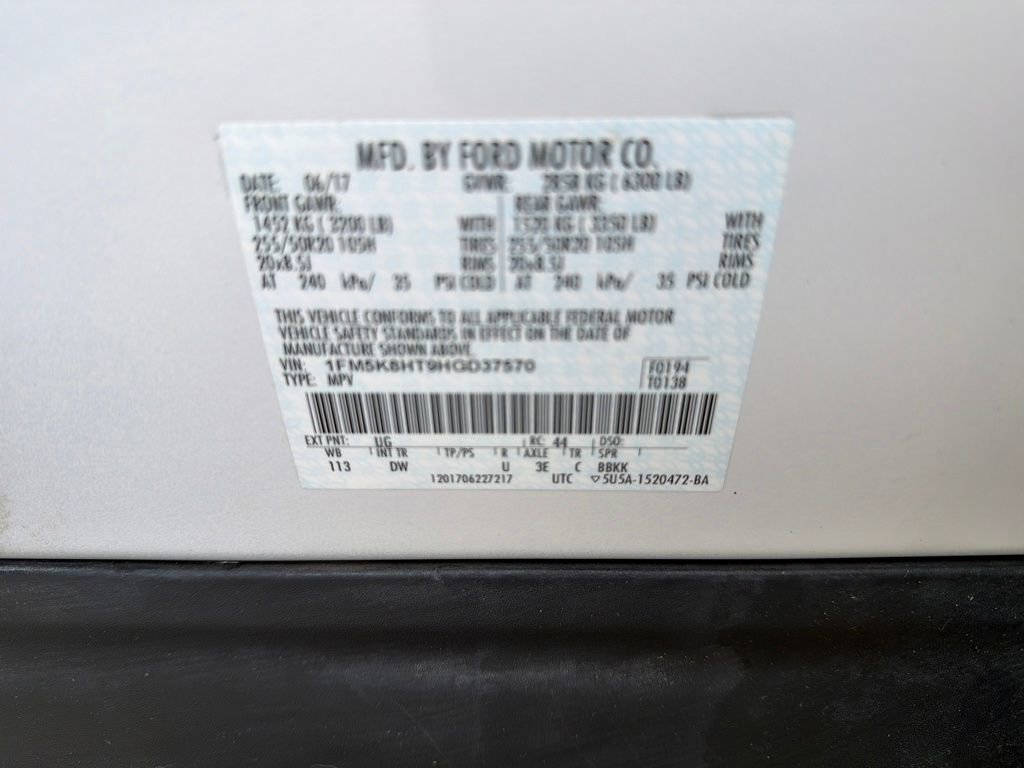 MFD. BY FORD MOTOR CO.
DATE: 06/17 GVWR: 2858 KG ( 6300 LB)
FRONT GAWR: REAR GAWR:
1452 KG ( 3200 LB) WITH 1520 KG ( 3350 LB) WITH
255/50R20 105H TIRES 255/50R20 105H TIRES
20x8.5J RIMS 20x8.5J RIMS
AT 240 kPa/ 35 PSI COLD AT 240 kPa/ 35 PSI COLD
THIS VEHICLE CONFORMS TO ALL APPLICABLE FEDERAL MOTOR
VEHICLE SAFETY STANDARDS IN EFFECT ON THE DATE OF
MANUFACTURE SHOWN ABOVE.
VIN: 1FM5K8HT9HGD37570 F0194
TYPE: MPV T0138
EXT PNT: UG RC: 44 DSO:
WB INT TR TP/PS R AXLE TR SPR
113 DW U 3E C BBKK
1201706227217 UTC ▽5U5A-1520472-BA